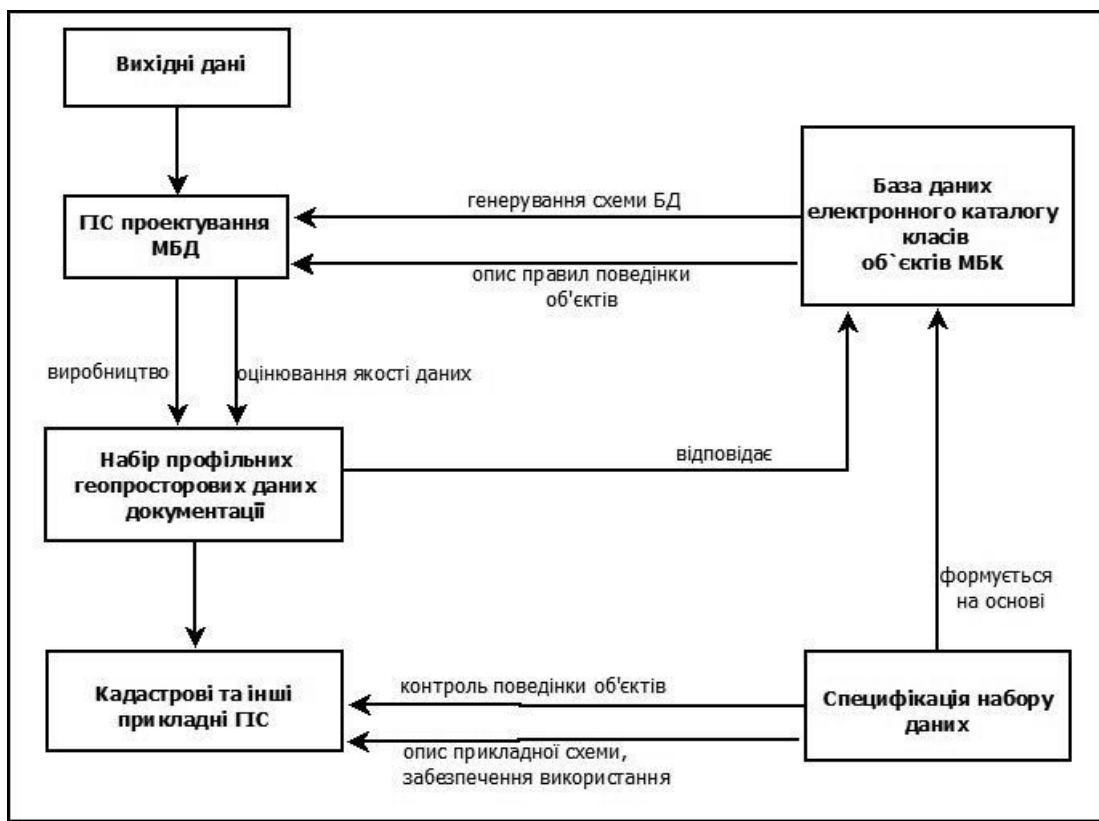 Вихідні дані
генерування схеми БД
База даних
електронного каталогу
класів
об`єктів МБК
ГІС проектування
МБД
опис правил поведінки
об'єктів
виробництво
оцінювання якості даних
Набір профільних
геопросторових даних
документації
відповідає
формується
на основі
Кадастрові та інші
прикладні ГІС
контроль поведінки об'єктів
Специфікація набору
даних
опис прикладної схеми,
забезпечення використання